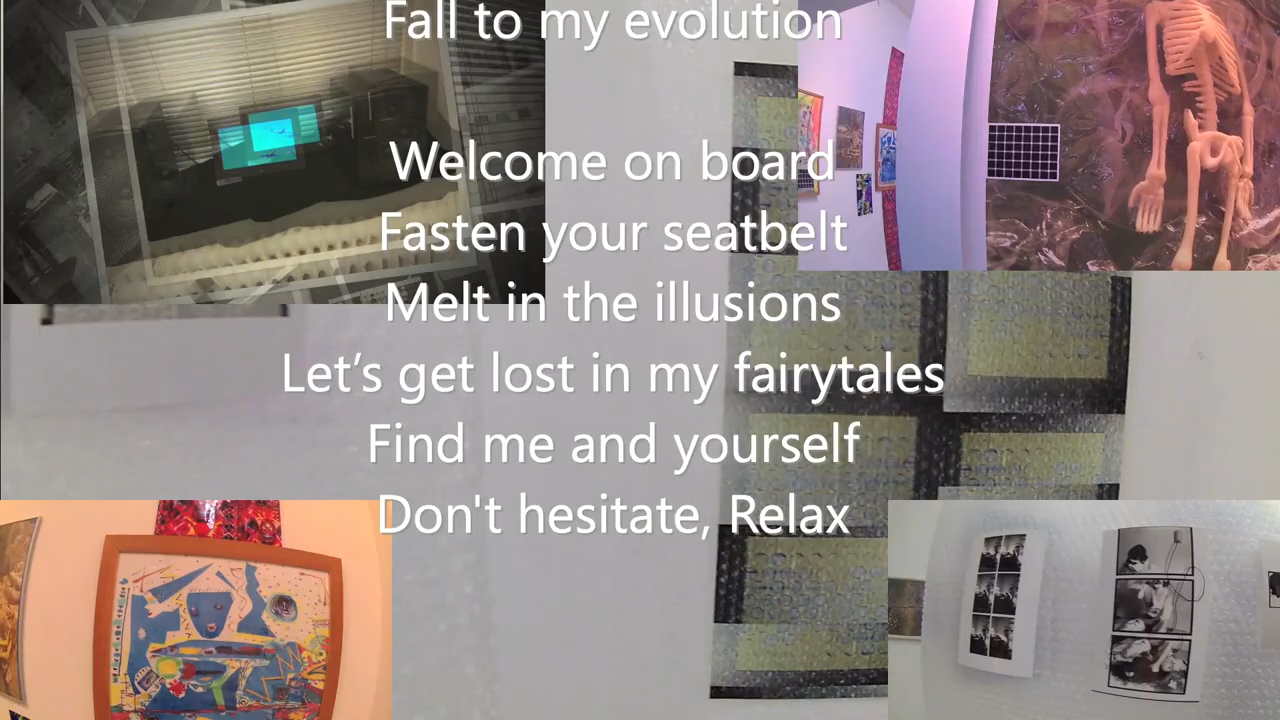 Fall to my evolution
Welcome on board
Fasten your seatbelt
Melt in the illusions
Let’s get lost in my fairytales
Find me and yourself
Don't hesitate, Relax